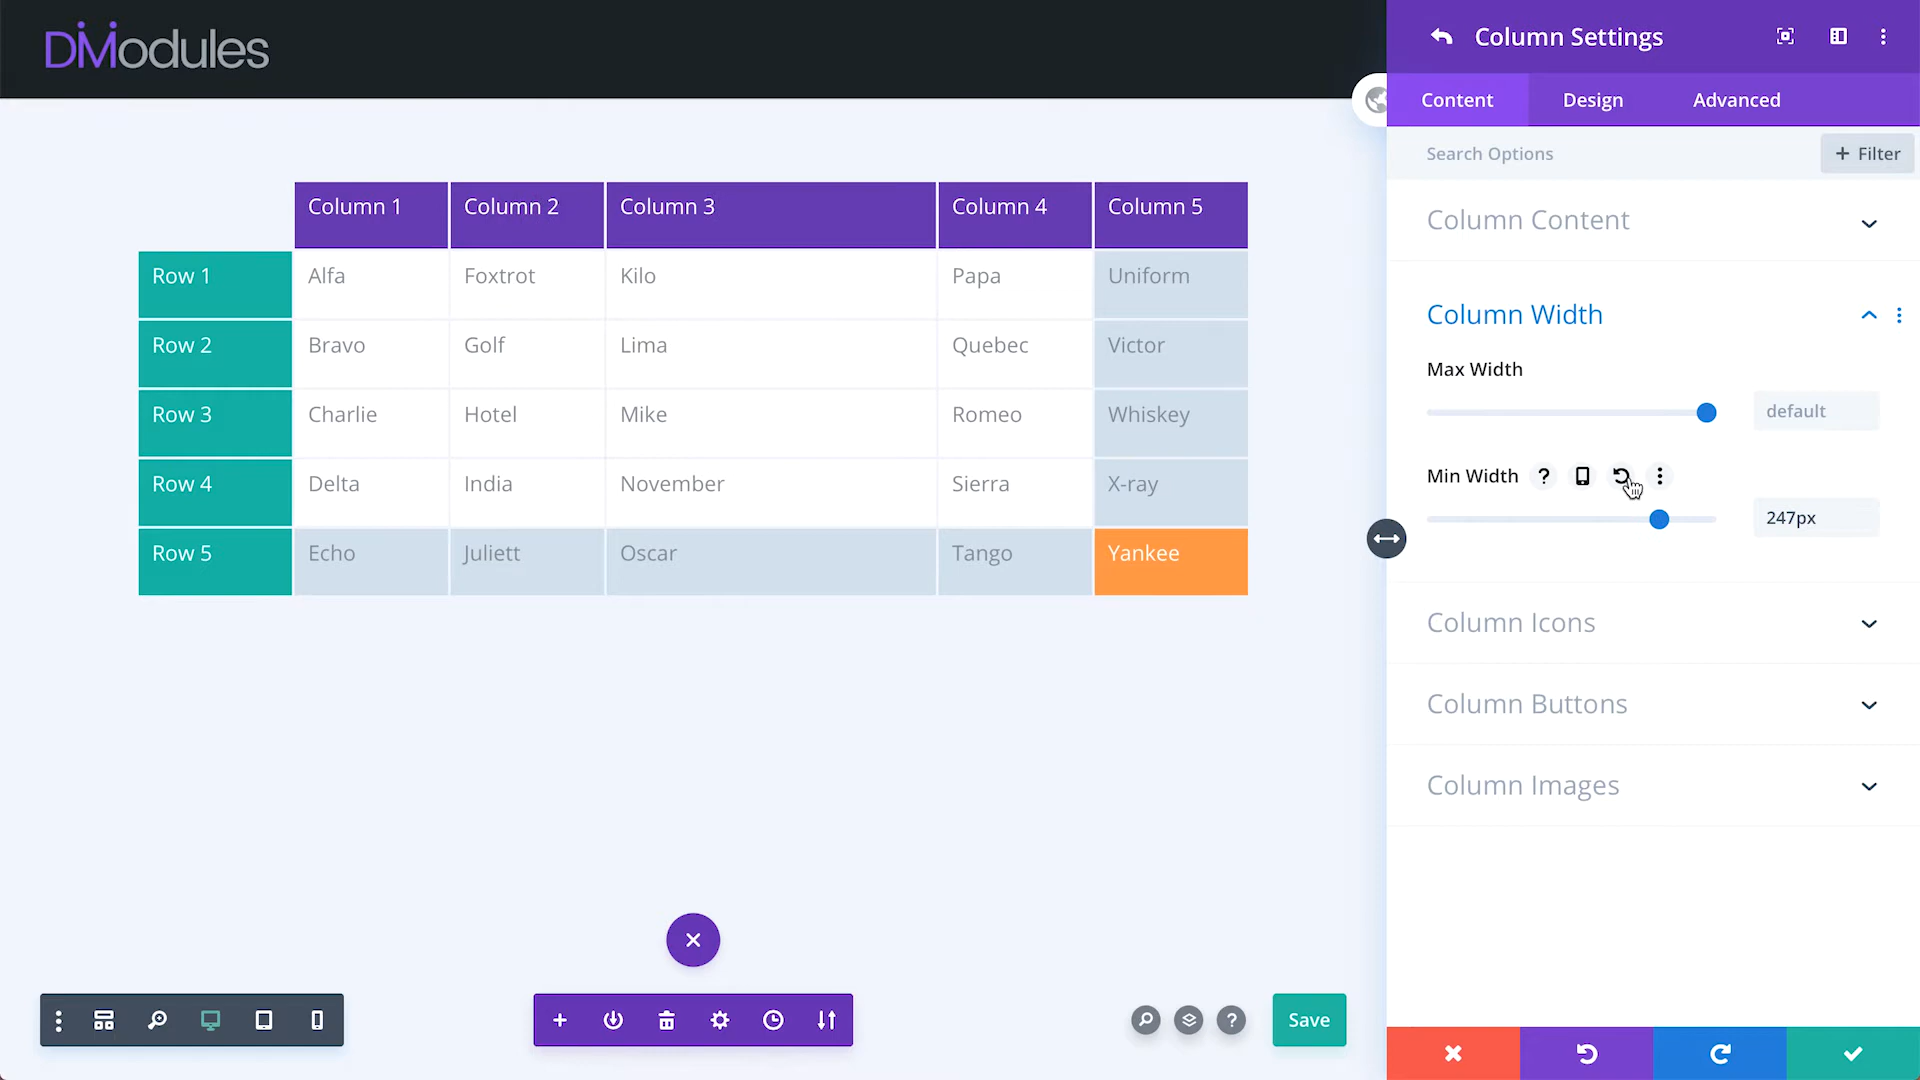 DiModules
Column Settings
Content Design Advanced
Search Options + Filter
Column Content
Column Width
Max Width
default
Min Width ?
247px
Column Icons
Column Buttons
Column Images
Column 1 Column 2 Column 3 Column 4 Column 5
Row 1 Alfa Foxtrot Kilo Papa Uniform
Row 2 Bravo Golf Lima Quebec Victor
Row 3 Charlie Hotel Mike Romeo Whiskey
Row 4 Delta India November Sierra X-ray
Row 5 Echo Juliett Oscar Tango Yankee
? Save